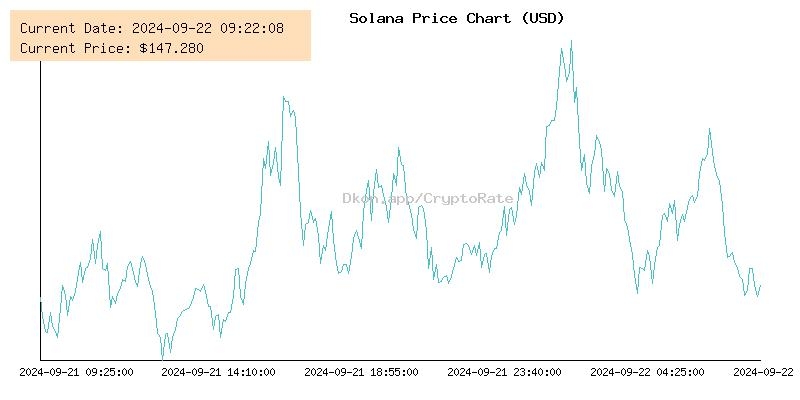 Solana Price Chart (USD)
Current Date: 2024-09-22 09:22:08
Current Price: $147.280
Dkon.app/CryptoRate
2024-09-21 09:25:00
2024-09-21 14:10:00
2024-09-21 18:55:00
2024-09-21 23:40:00
2024-09-22 04:25:00
2024-09-22